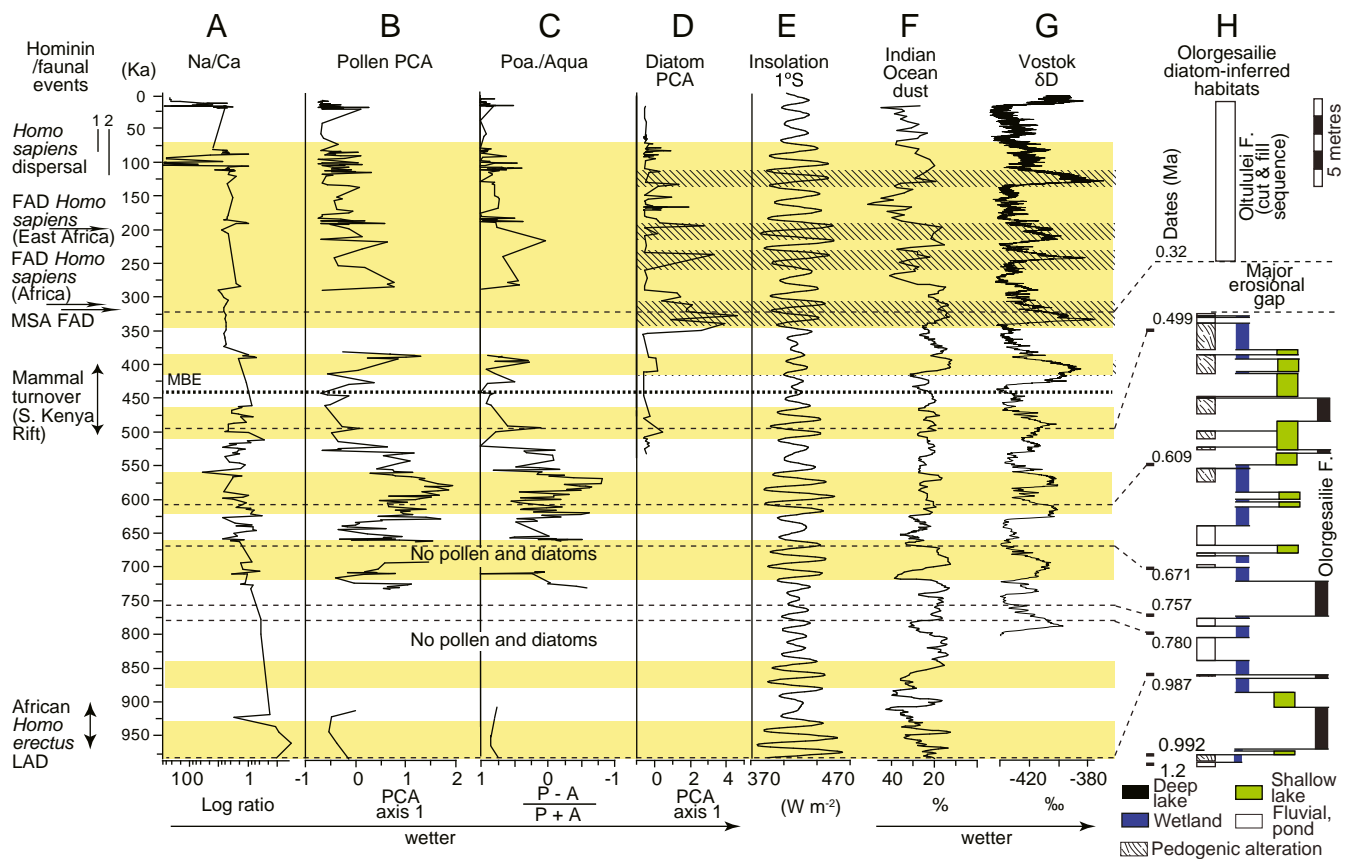 A B C D E F G H
Hominin
/faunal
events
(Ka)
Na/Ca
Pollen PCA
Poa./Aqua
Diatom
PCA
Insolation
1°S
Indian
Ocean
dust
Vostok
δD
Olorgesailie
diatom-inferred
habitats
0
50
100
150
200
250
300
350
400
450
500
550
600
650
700
750
800
850
900
950
1 2
Homo
sapiens
dispersal
FAD Homo
sapiens
(East Africa)
FAD Homo
sapiens
(Africa)
MSA FAD
Mammal
turnover
(S. Kenya
Rift)
African
Homo
erectus
LAD
MBE
No pollen and diatoms
No pollen and diatoms
Dates (Ma)
Oltululei F.
(cut & fill
sequence)
5 metres
0.32
Major
erosional
gap
0.499
0.609
0.671
0.757
0.780
0.987
0.992
1.2
Olorgesailie F.
100 1
-1 0 1 2
1 0 -1
0 2 4
370 470
40 20
-420 -380
Log ratio
PCA
axis 1
P - A
P + A
PCA
axis 1
(W m-2)
%
‰
wetter
wetter
Deep
lake
Shallow
lake
Wetland
Fluvial,
pond
Pedogenic alteration